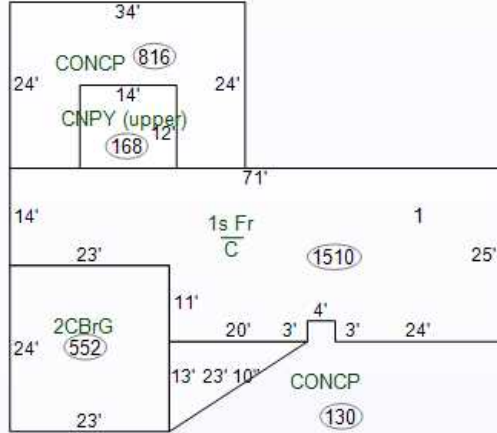 34'
CONCP 816
24' 24'
14'
CNPY (upper)
12'
168
71'
14' 1s Fr 1
C
1510 25'
23'
11'
4'
2CBrG 20' 3' 3' 24'
552
24'
13' 23' 10" CONCP
23' 130